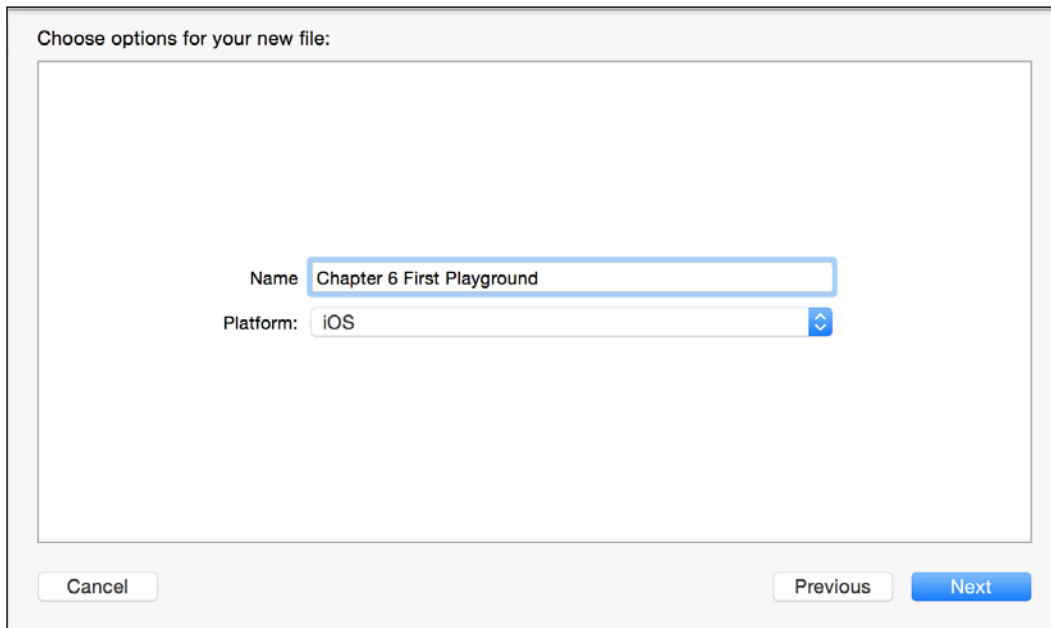 Choose options for your new file:
Name Chapter 6 First Playground
Platform: iOS
Cancel Previous Next